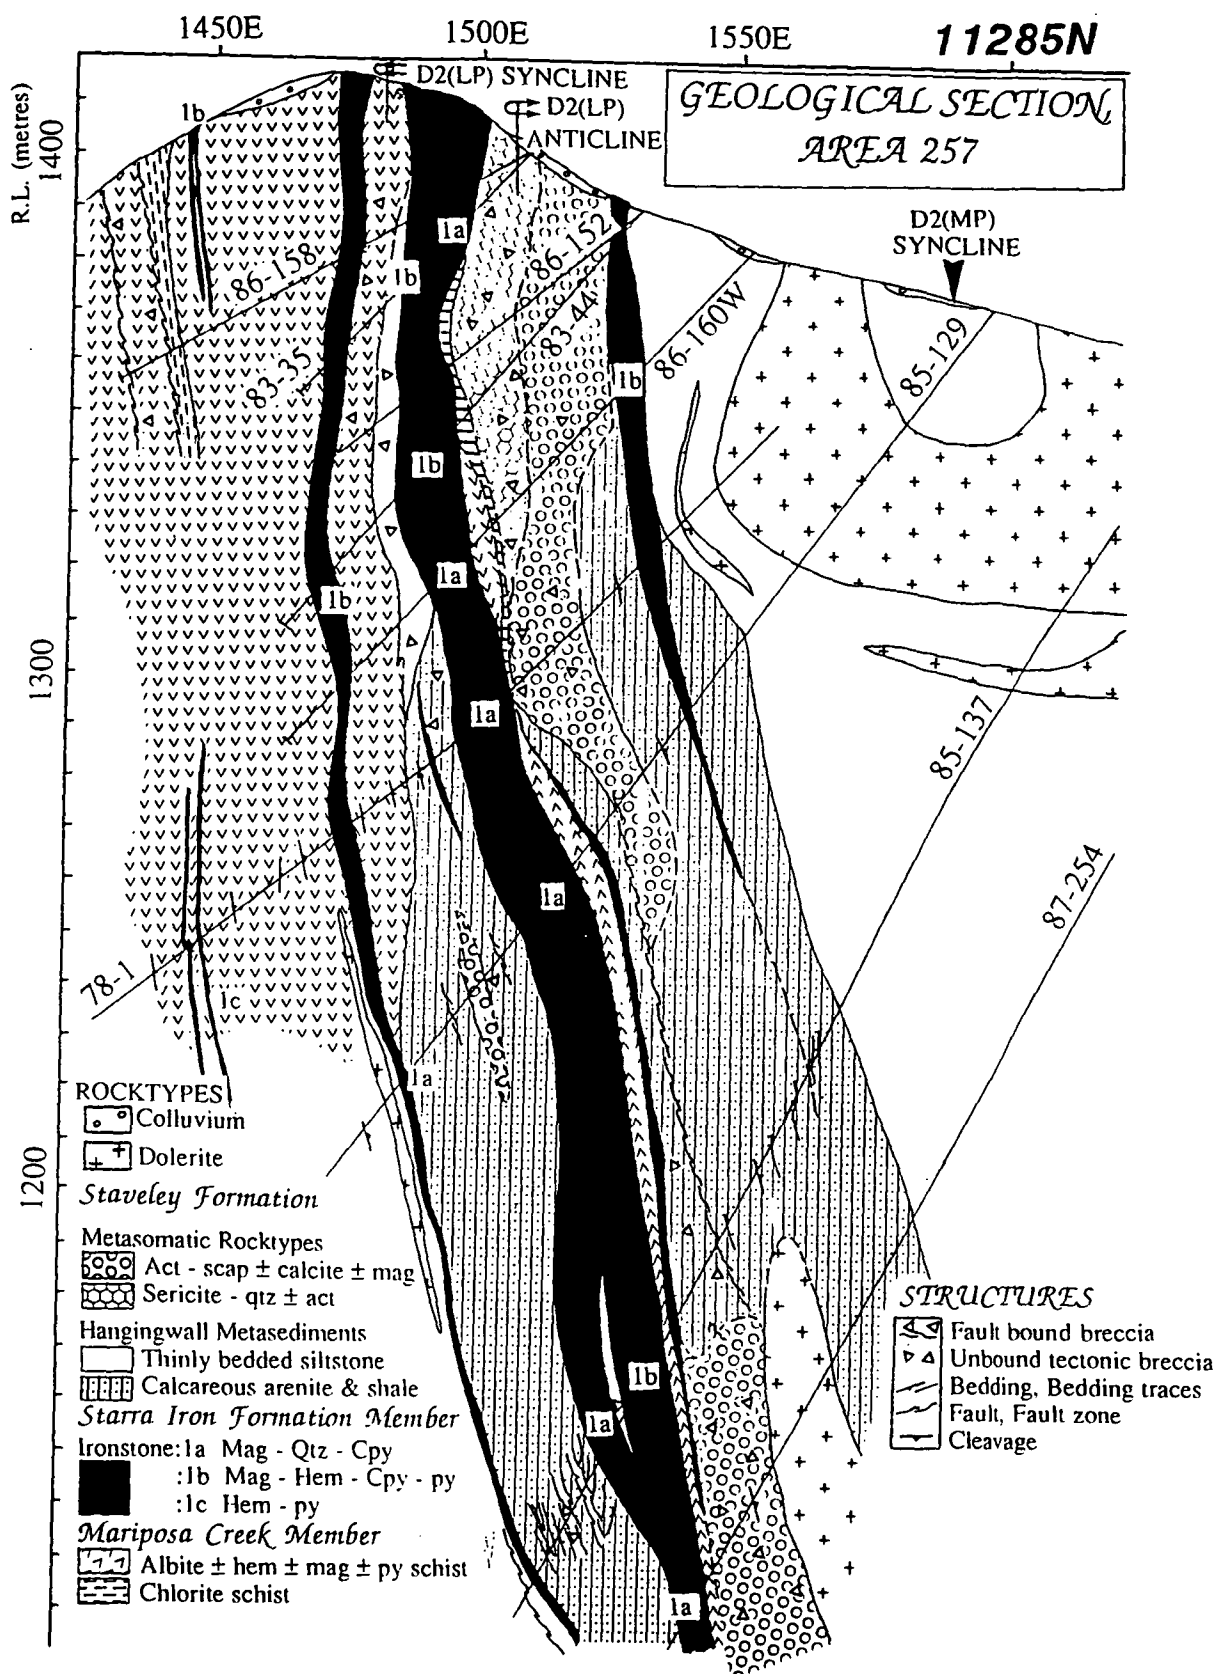 1450E
1500E
1550E
11285N
D2(LP) SYNCLINE
D2(LP)
ANTICLINE
GEOLOGICAL SECTION,
AREA 257
R.L. (metres)
1400
1300
1200
D2(MP)
SYNCLINE
1b
1a
1b
86-158
86-152
83-44
83-35
86-160W
85-129
1b
1b
1a
1b
1a
85-137
1a
87-254
78-1
1c
1a
1b
1a
1a
ROCKTYPES
Colluvium
Dolerite
Staveley Formation
Metasomatic Rocktypes
Act - scap ± calcite ± mag
Sericite - qtz ± act
Hangingwall Metasediments
Thinly bedded siltstone
Calcareous arenite & shale
Starra Iron Formation Member
Ironstone:1a Mag - Qtz - Cpy
:1b Mag - Hem - Cpy - py
:1c Hem - py
Mariposa Creek Member
Albite ± hem ± mag ± py schist
Chlorite schist
STRUCTURES
Fault bound breccia
Unbound tectonic breccia
Bedding, Bedding traces
Fault, Fault zone
Cleavage